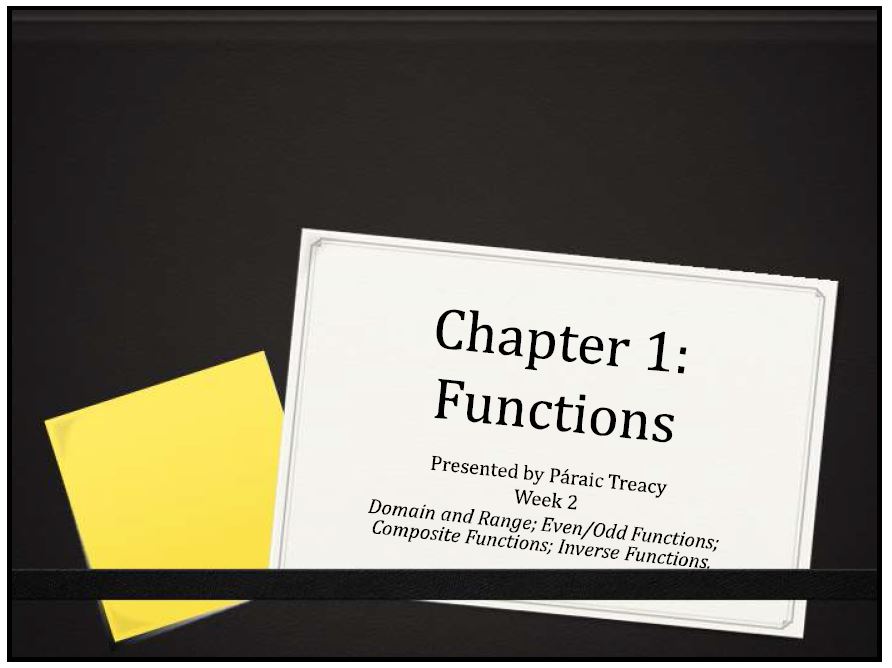 Chapter 1:
Functions
Presented by Páraic Treacy
Week 2
Domain and Range; Even/Odd Functions;
Composite Functions; Inverse Functions.